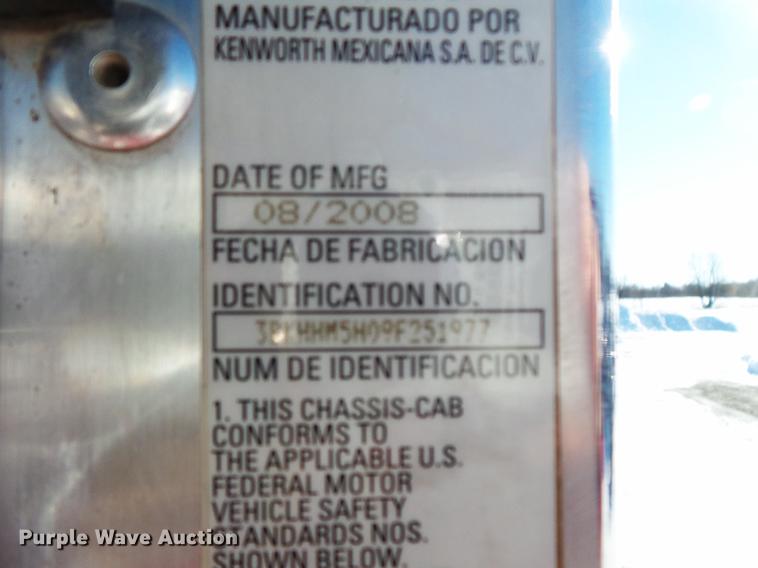 MANUFACTURADO POR
KENWORTH MEXICANA S.A. DE C.V.
DATE OF MFG
08/2008
FECHA DE FABRICACION
IDENTIFICATION NO.
3BKHHM5H09F251977
NUM DE IDENTIFICACION
1. THIS CHASSIS-CAB
CONFORMS TO
THE APPLICABLE U.S.
FEDERAL MOTOR
VEHICLE SAFETY
STANDARDS NOS.
SHOWN BELOW.
Purple Wave Auction